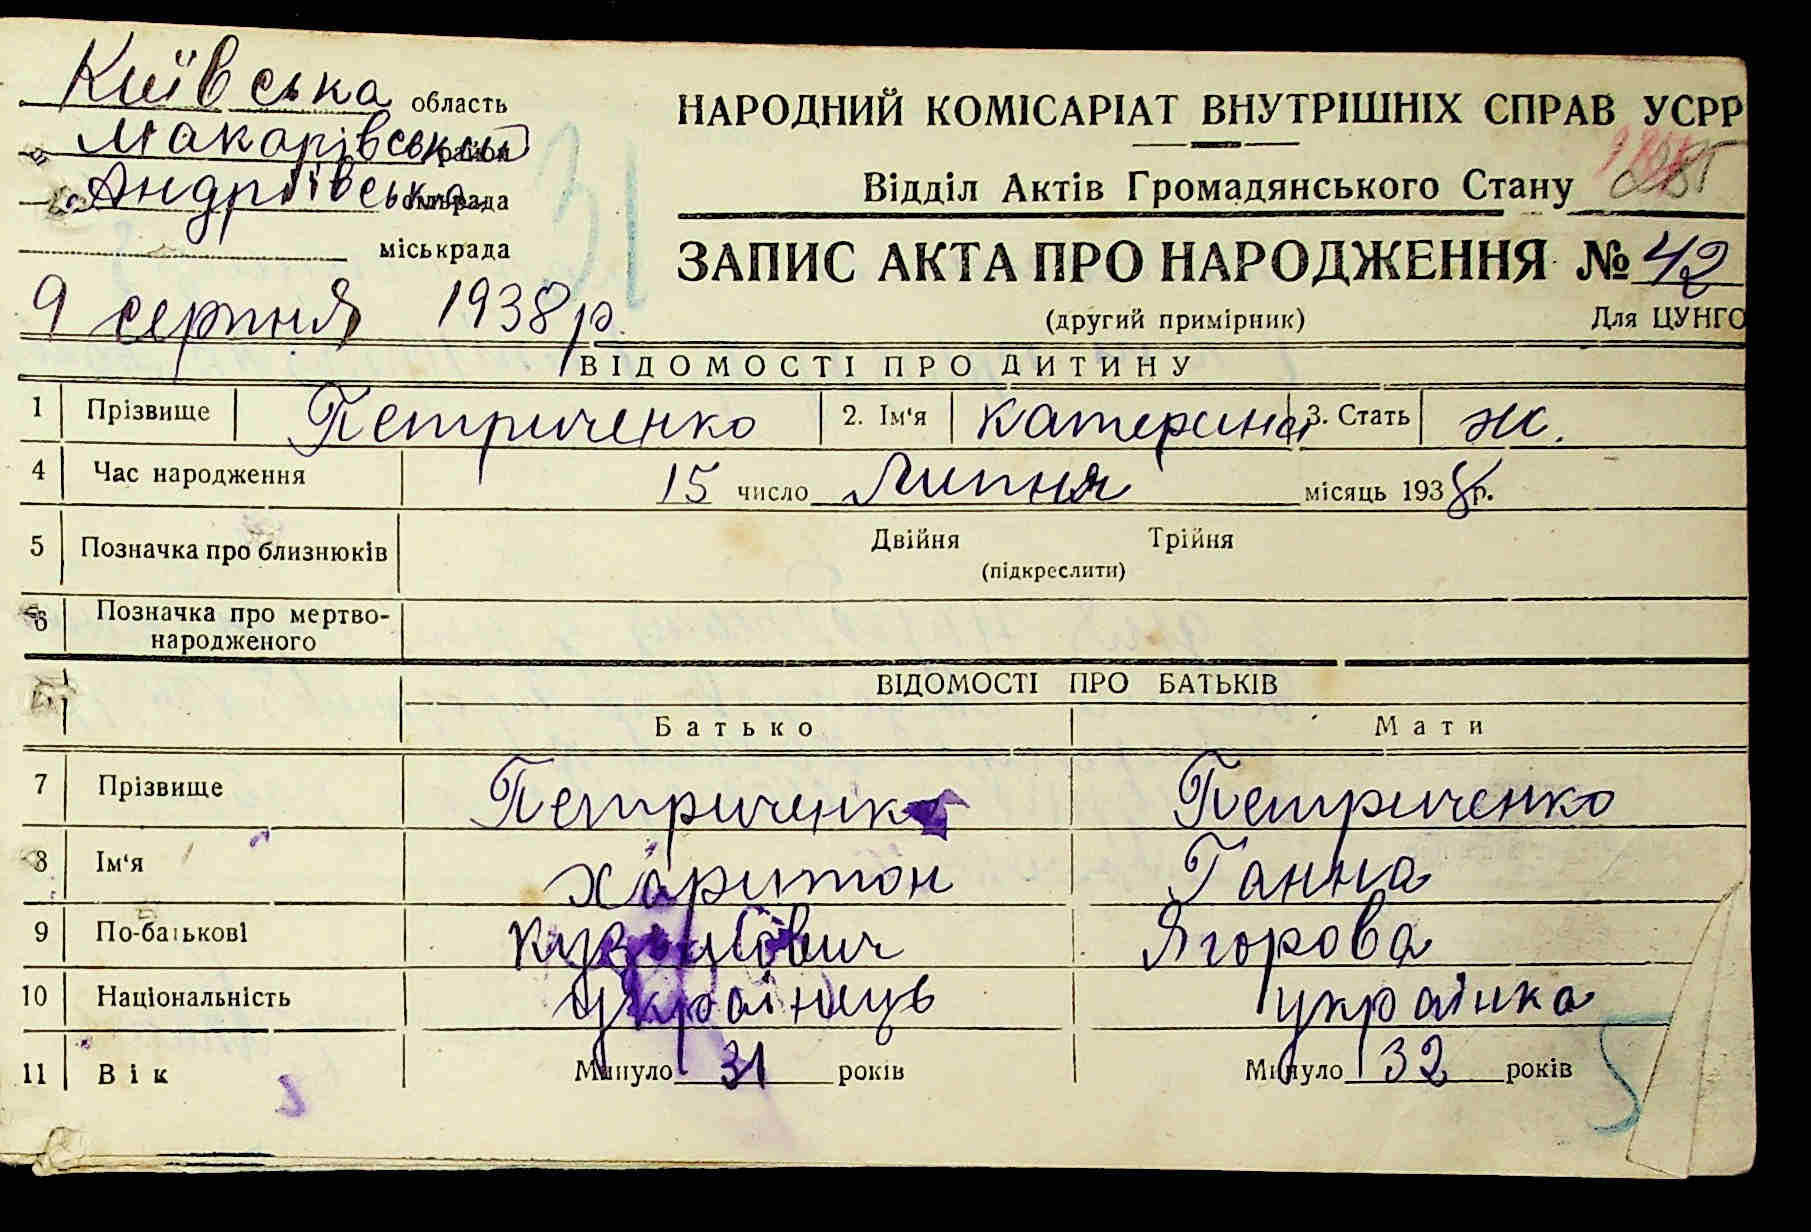 Київська область
Макарівський район
Андріївська сільрада
міськрада
9 серпня 1938 р.
НАРОДНИЙ КОМІСАРІАТ ВНУТРІШНІХ СПРАВ УСРР
Відділ Актів Громадянського Стану
ЗАПИС АКТА ПРО НАРОДЖЕННЯ № 42
(другий примірник) Для ЦУНГО
ВІДОМОСТІ ПРО ДИТИНУ
1 Прізвище Петриченко 2. Ім‘я Катерина 3. Стать ж.
4 Час народження 15 число Липня місяць 1938 р.
5 Позначка про близнюків Двійня Трійня
(підкреслити)
6 Позначка про мертво-
народженого
ВІДОМОСТІ ПРО БАТЬКІВ
Батько Мати
7 Прізвище Петриченко Петриченко
8 Ім‘я Харитон Ганна
9 По-батькові Ягорова
10 Національність українець українка
11 Вік Минуло 31 років Минуло 32 років